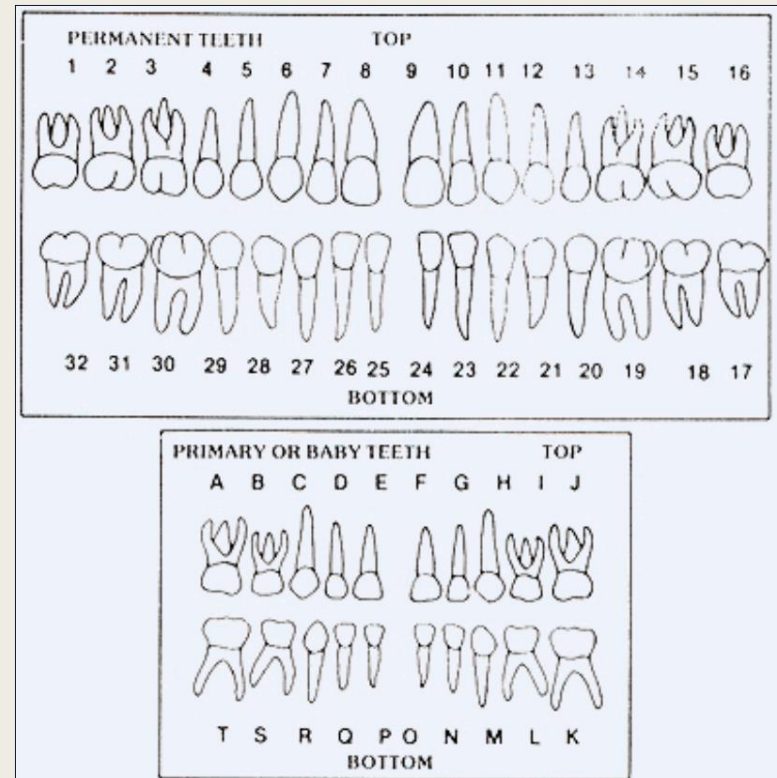 PERMANENT TEETH TOP
1 2 3 4 5 6 7 8 9 10 11 12 13 14 15 16
32 31 30 29 28 27 26 25 24 23 22 21 20 19 18 17
BOTTOM
PRIMARY OR BABY TEETH TOP
A B C D E F G H I J
T S R Q P O N M L K
BOTTOM